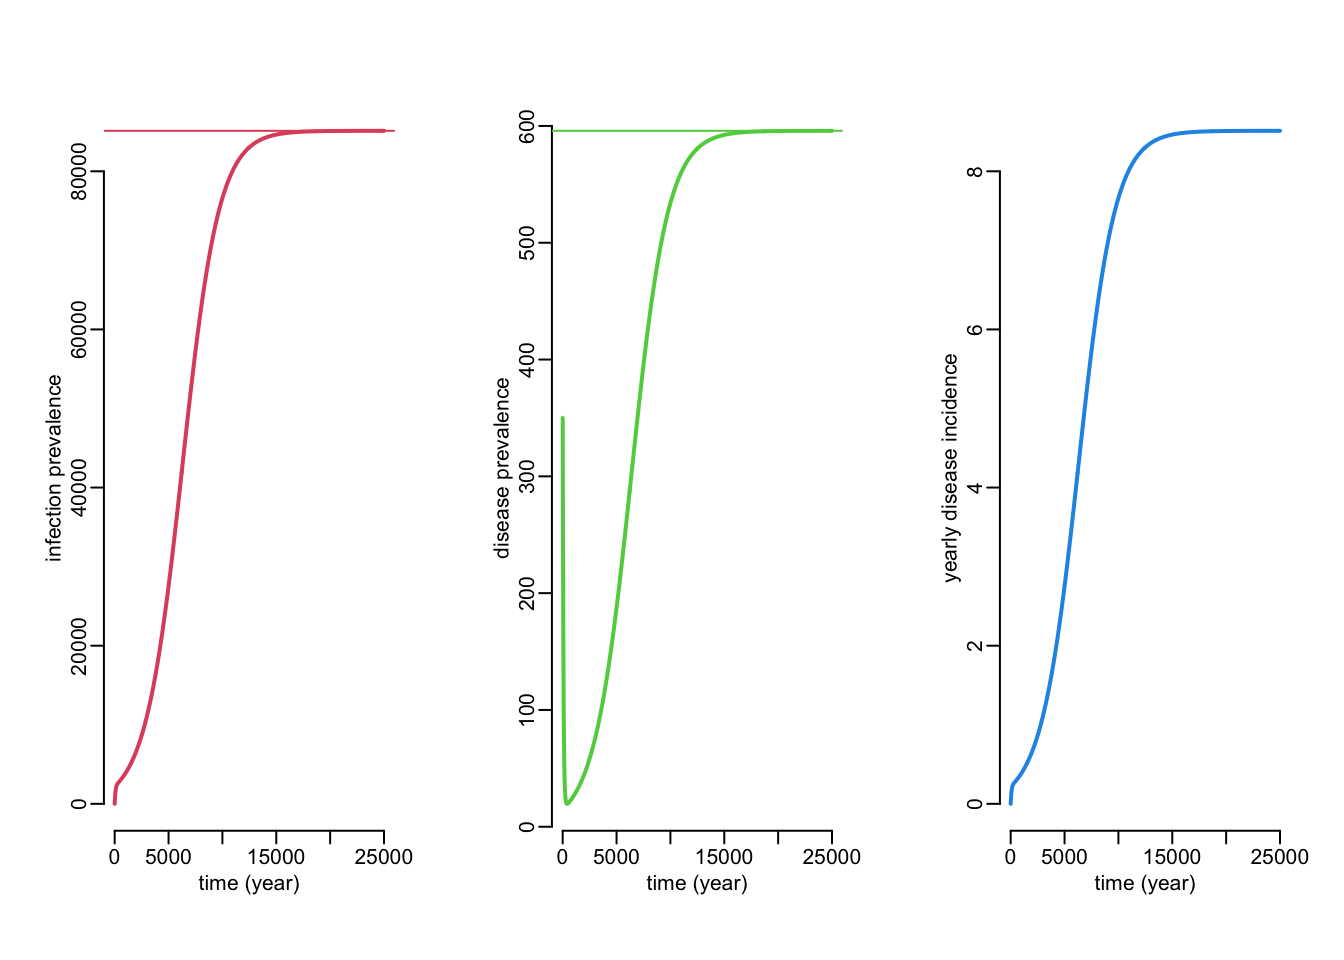 infection prevalence
0 20000 40000 60000 80000
0 5000 15000 25000
time (year)
disease prevalence
0 100 200 300 400 500 600
0 5000 15000 25000
time (year)
yearly disease incidence
0 2 4 6 8
0 5000 15000 25000
time (year)